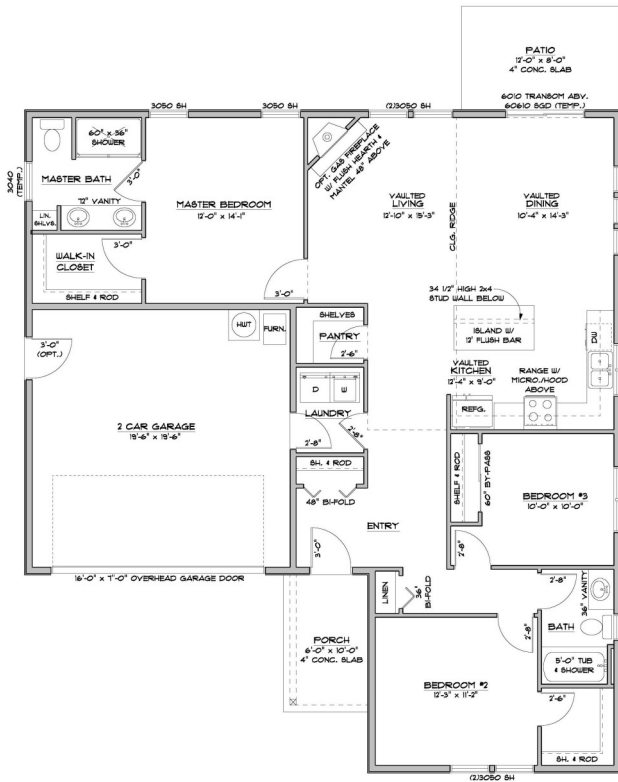 PATIO
12'-0" x 8'-0"
4" CONC. SLAB
6010 TRANSOM ABV.
60610 SGD (TEMP.)
3050 SH
3050 SH
(2)3050 SH
3040
(TEMP.)
60" x 36"
SHOWER
MASTER BATH
3'-0"
72" VANITY
LIN.
SHLVS.
MASTER BEDROOM
12'-0" x 14'-1"
OPT. GAS FIREPLACE
W/ FLUSH HEARTH &
MANTEL 48" ABOVE
VAULTED
LIVING
12'-10" x 15'-3"
CLG. RIDGE
VAULTED
DINING
10'-4" x 14'-3"
WALK-IN
CLOSET
3'-0"
SHELF & ROD
3'-0"
34 1/2" HIGH 2x4
STUD WALL BELOW
ISLAND W/
12" FLUSH BAR
DW
3'-0"
(OPT.)
HWT
FURN.
SHELVES
PANTRY
2'-6"
VAULTED
KITCHEN
12'-4" x 9'-0"
RANGE W/
MICRO./HOOD
ABOVE
REFG.
D
W
LAUNDRY
2'-8"
2'-8"
2 CAR GARAGE
19'-6" x 19'-6"
SH. & ROD
48" BI-FOLD
SHELF & ROD
60" BY-PASS
BEDROOM #3
10'-0" x 10'-0"
ENTRY
3'-0"
2'-8"
16'-0" x 7'-0" OVERHEAD GARAGE DOOR
LINEN
36"
BI-FOLD
2'-8"
36" VANITY
BATH
2'-8"
PORCH
6'-0" x 10'-0"
4" CONC. SLAB
5'-0" TUB
& SHOWER
BEDROOM #2
12'-3" x 11'-2"
2'-6"
SH. & ROD
(2)3050 SH